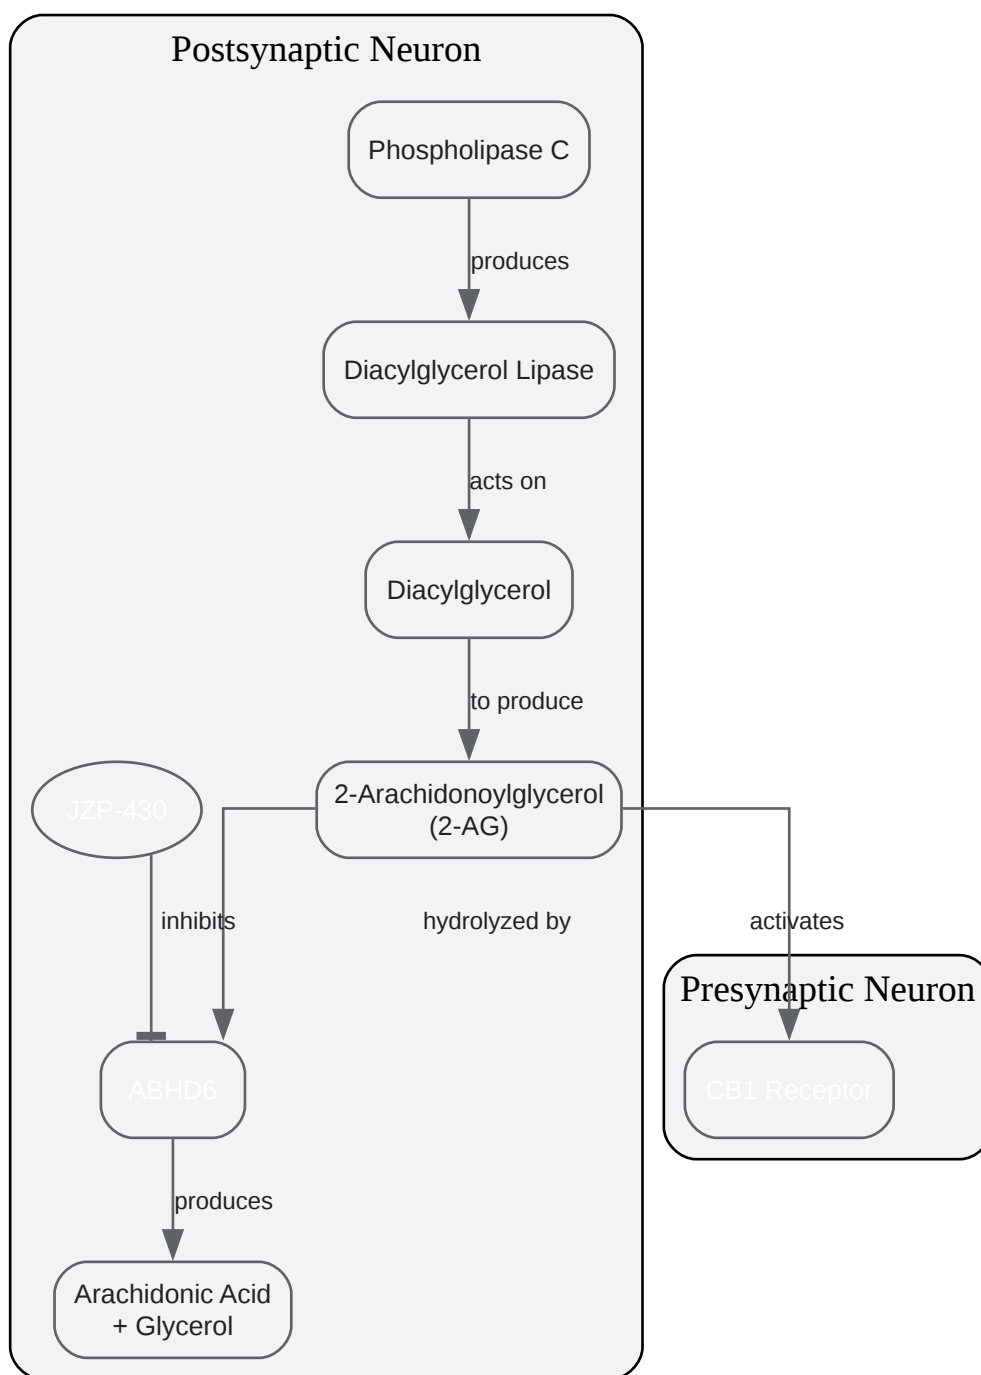 Postsynaptic Neuron
Phospholipase C
produces
Diacylglycerol Lipase
acts on
Diacylglycerol
to produce
JZP-430
2-Arachidonoylglycerol
(2-AG)
inhibits
hydrolyzed by
activates
Presynaptic Neuron
ABHD6
CB1 Receptor
produces
Arachidonic Acid
+ Glycerol